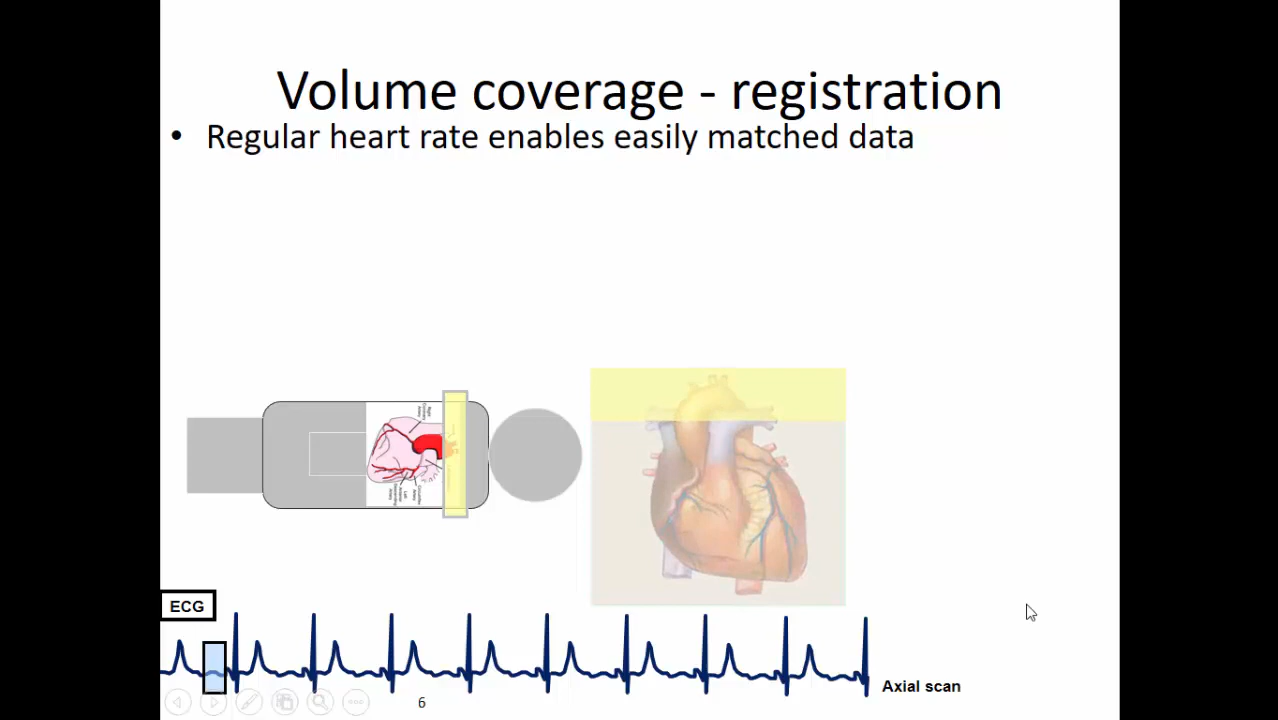 Volume coverage - registration
• Regular heart rate enables easily matched data
ECG
Axial scan
6